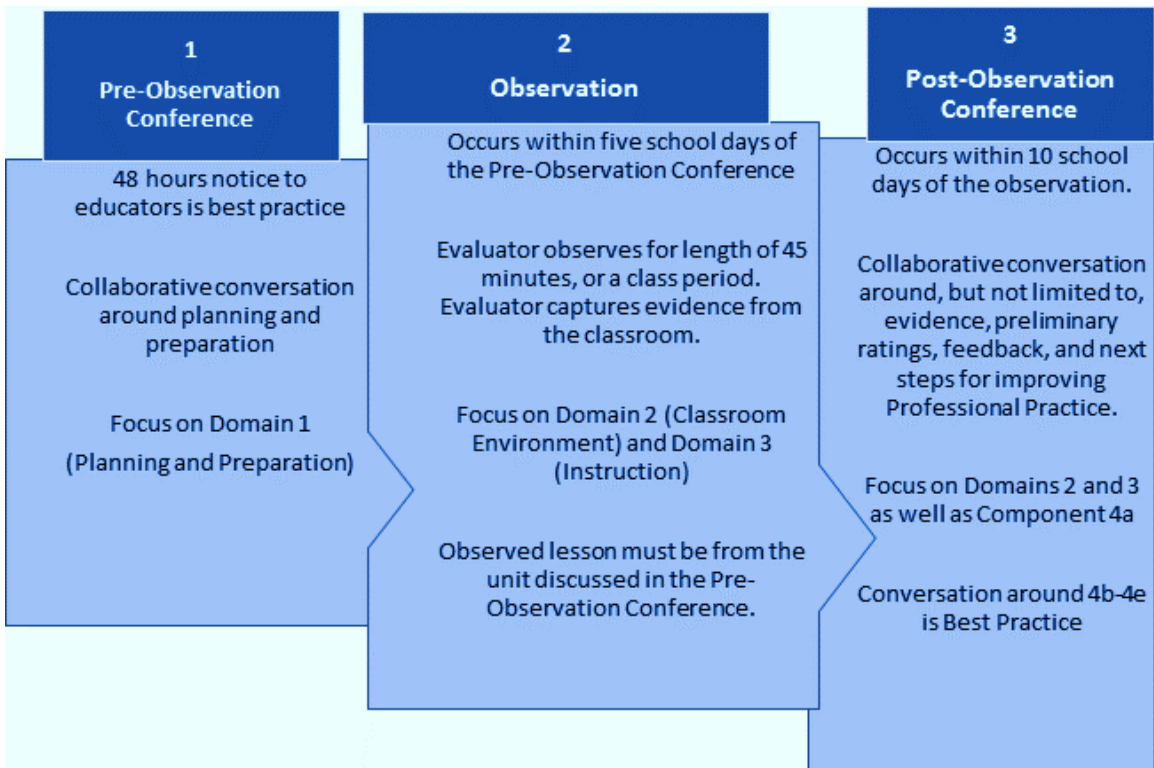 1
Pre-Observation
Conference
48 hours notice to
educators is best practice
Collaborative conversation
around planning and
preparation
Focus on Domain 1
(Planning and Preparation)
2
Observation
Occurs within five school days of
the Pre-Observation Conference
Evaluator observes for length of 45
minutes, or a class period.
Evaluator captures evidence from
the classroom.
Focus on Domain 2 (Classroom
Environment) and Domain 3
(Instruction)
Observed lesson must be from the
unit discussed in the Pre-
Observation Conference.
3
Post-Observation
Conference
Occurs within 10 school
days of the observation.
Collaborative conversation
around, but not limited to,
evidence, preliminary
ratings, feedback, and next
steps for improving
Professional Practice.
Focus on Domains 2 and 3
as well as Component 4a
Conversation around 4b-4e
is Best Practice